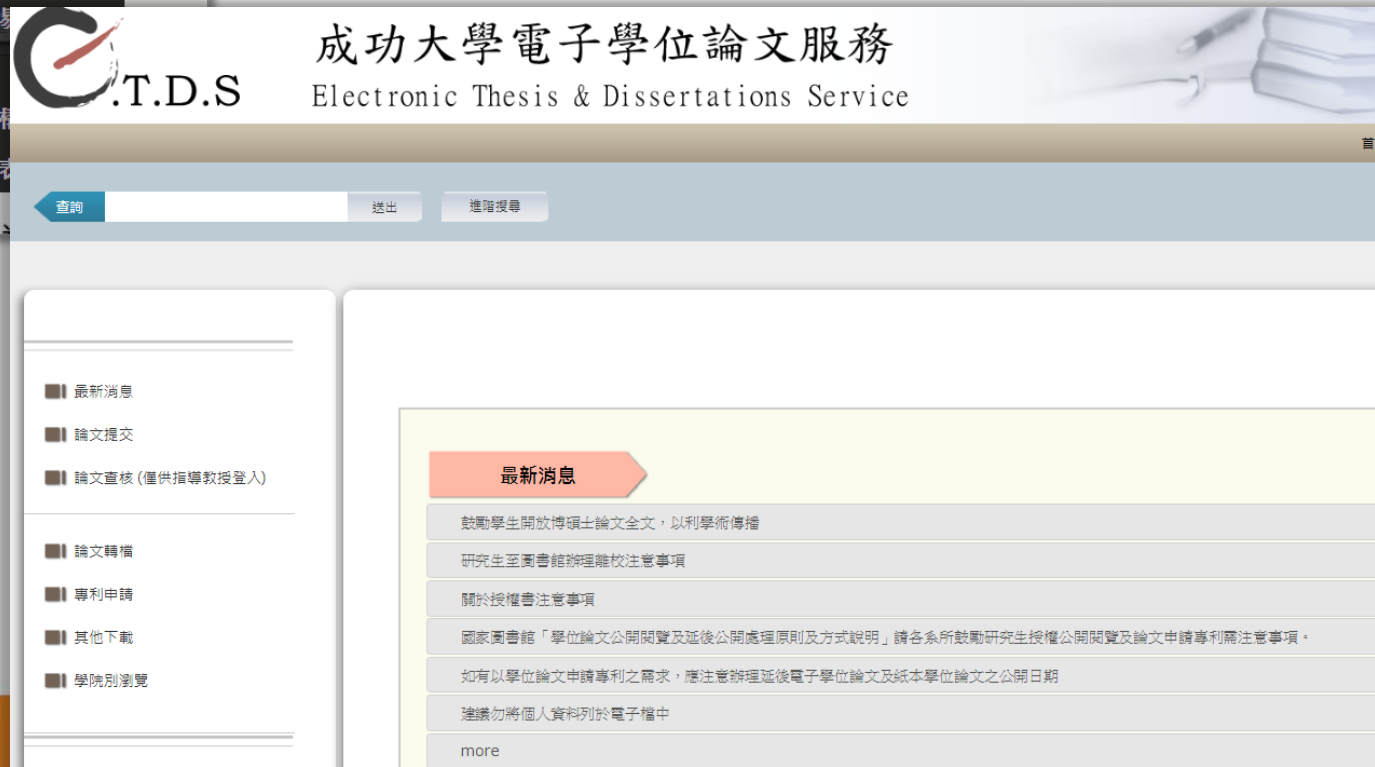 .T.D.S
成功大學電子學位論文服務
Electronic Thesis & Dissertations Service
首
查詢
送出
進階搜尋
最新消息
論文提交
論文查核 (僅供指導教授登入)
論文轉檔
專利申請
其他下載
學院別瀏覽
最新消息
鼓勵學生開放博碩士論文全文，以利學術傳播
研究生至圖書館辦理離校注意事項
關於授權書注意事項
國家圖書館「學位論文公開閱覽及延後公開處理原則及方式說明」請各系所鼓勵研究生授權公開閱覽及論文申請專利需注意事項。
如有以學位論文申請專利之需求，應注意辦理延後電子學位論文及紙本學位論文之公開日期
建議勿將個人資料列於電子檔中
more